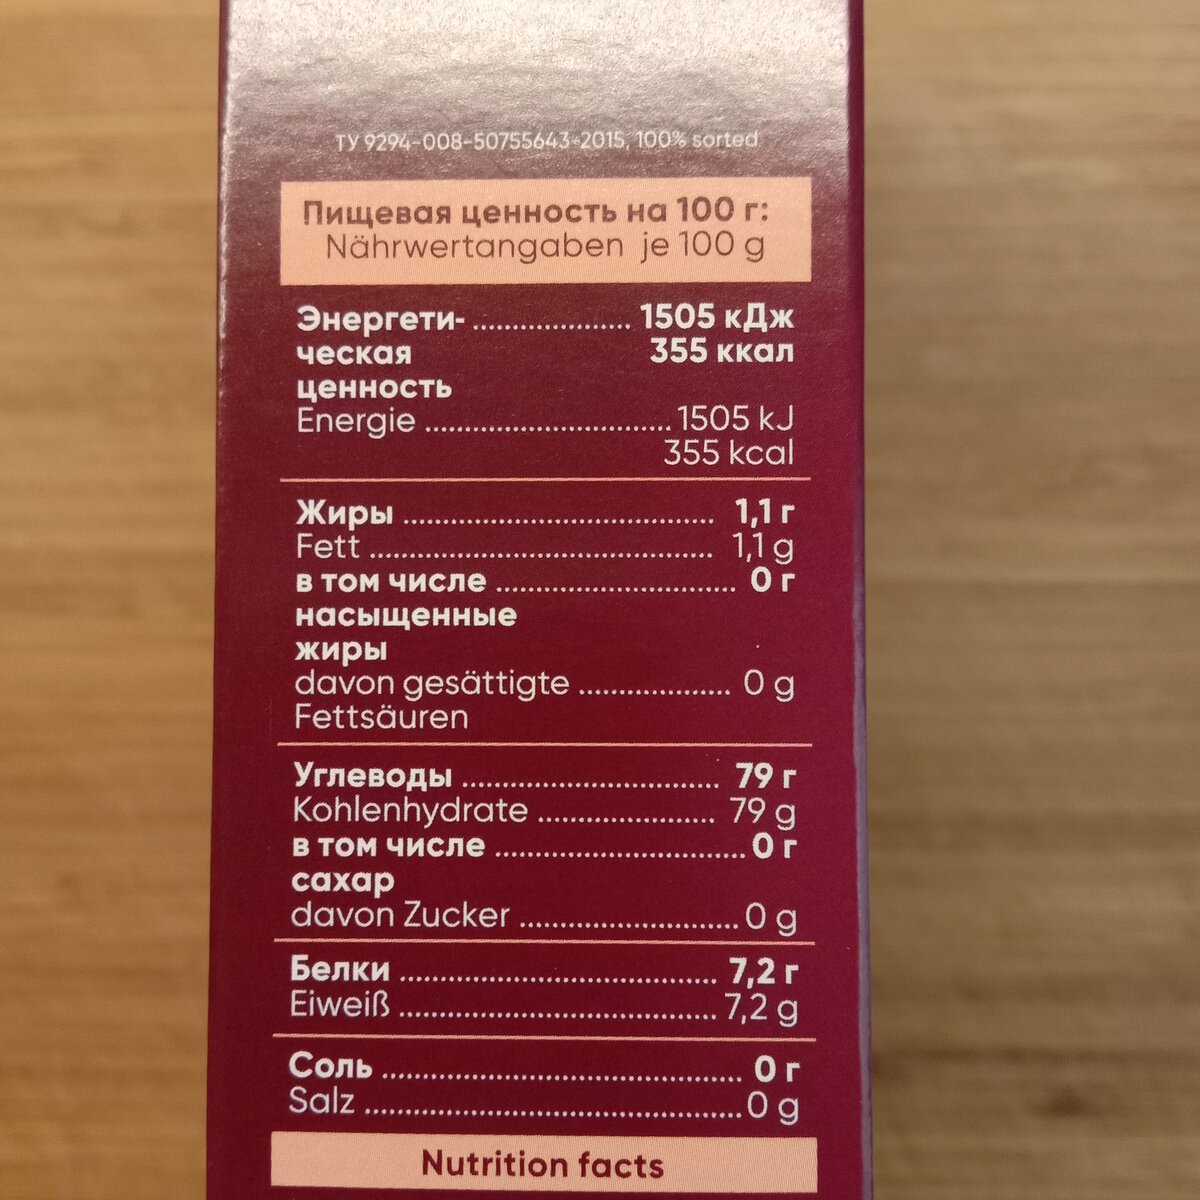 ТУ 9294-008-50755643-2015, 100% sorted
Пищевая ценность на 100 г:
Nährwertangaben je 100 g
Энергети- .................... 1505 кДж
ческая 355 ккал
ценность
Energie ............................... 1505 kJ
355 kcal
Жиры ....................................... 1,1 г
Fett ........................................... 1,1 g
в том числе .............................. 0 г
насыщенные
жиры
davon gesättigte ................... 0 g
Fettsäuren
Углеводы ................................ 79 г
Kohlenhydrate ...................... 79 g
в том числе ............................... 0 г
сахар
davon Zucker ........................... 0 g
Белки ........................................ 7,2 г
Eiweiß ........................................ 7,2 g
Соль ............................................. 0 г
Salz ............................................... 0 g
Nutrition facts